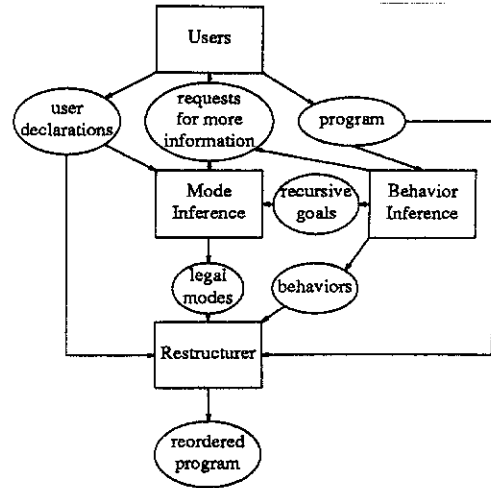 Users
user
declarations
requests
for more
information
program
Mode
Inference
recursive
goals
Behavior
Inference
legal
modes
behaviors
Restructurer
reordered
program